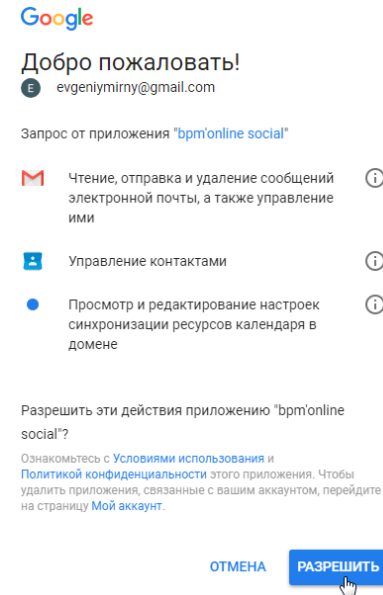 Google
Добро пожаловать!
E evgeniymirny@gmail.com
Запрос от приложения "bpm'online social"
Чтение, отправка и удаление сообщений
электронной почты, а также управление
ими
Управление контактами
Просмотр и редактирование настроек
синхронизации ресурсов календаря в
домене
Разрешить эти действия приложению "bpm'online
social"?
Ознакомьтесь с Условиями использования и
Политикой конфиденциальности этого приложения. Чтобы
удалить приложения, связанные с вашим аккаунтом, перейдите
на страницу Мой аккаунт.
ОТМЕНА РАЗРЕШИТЬ